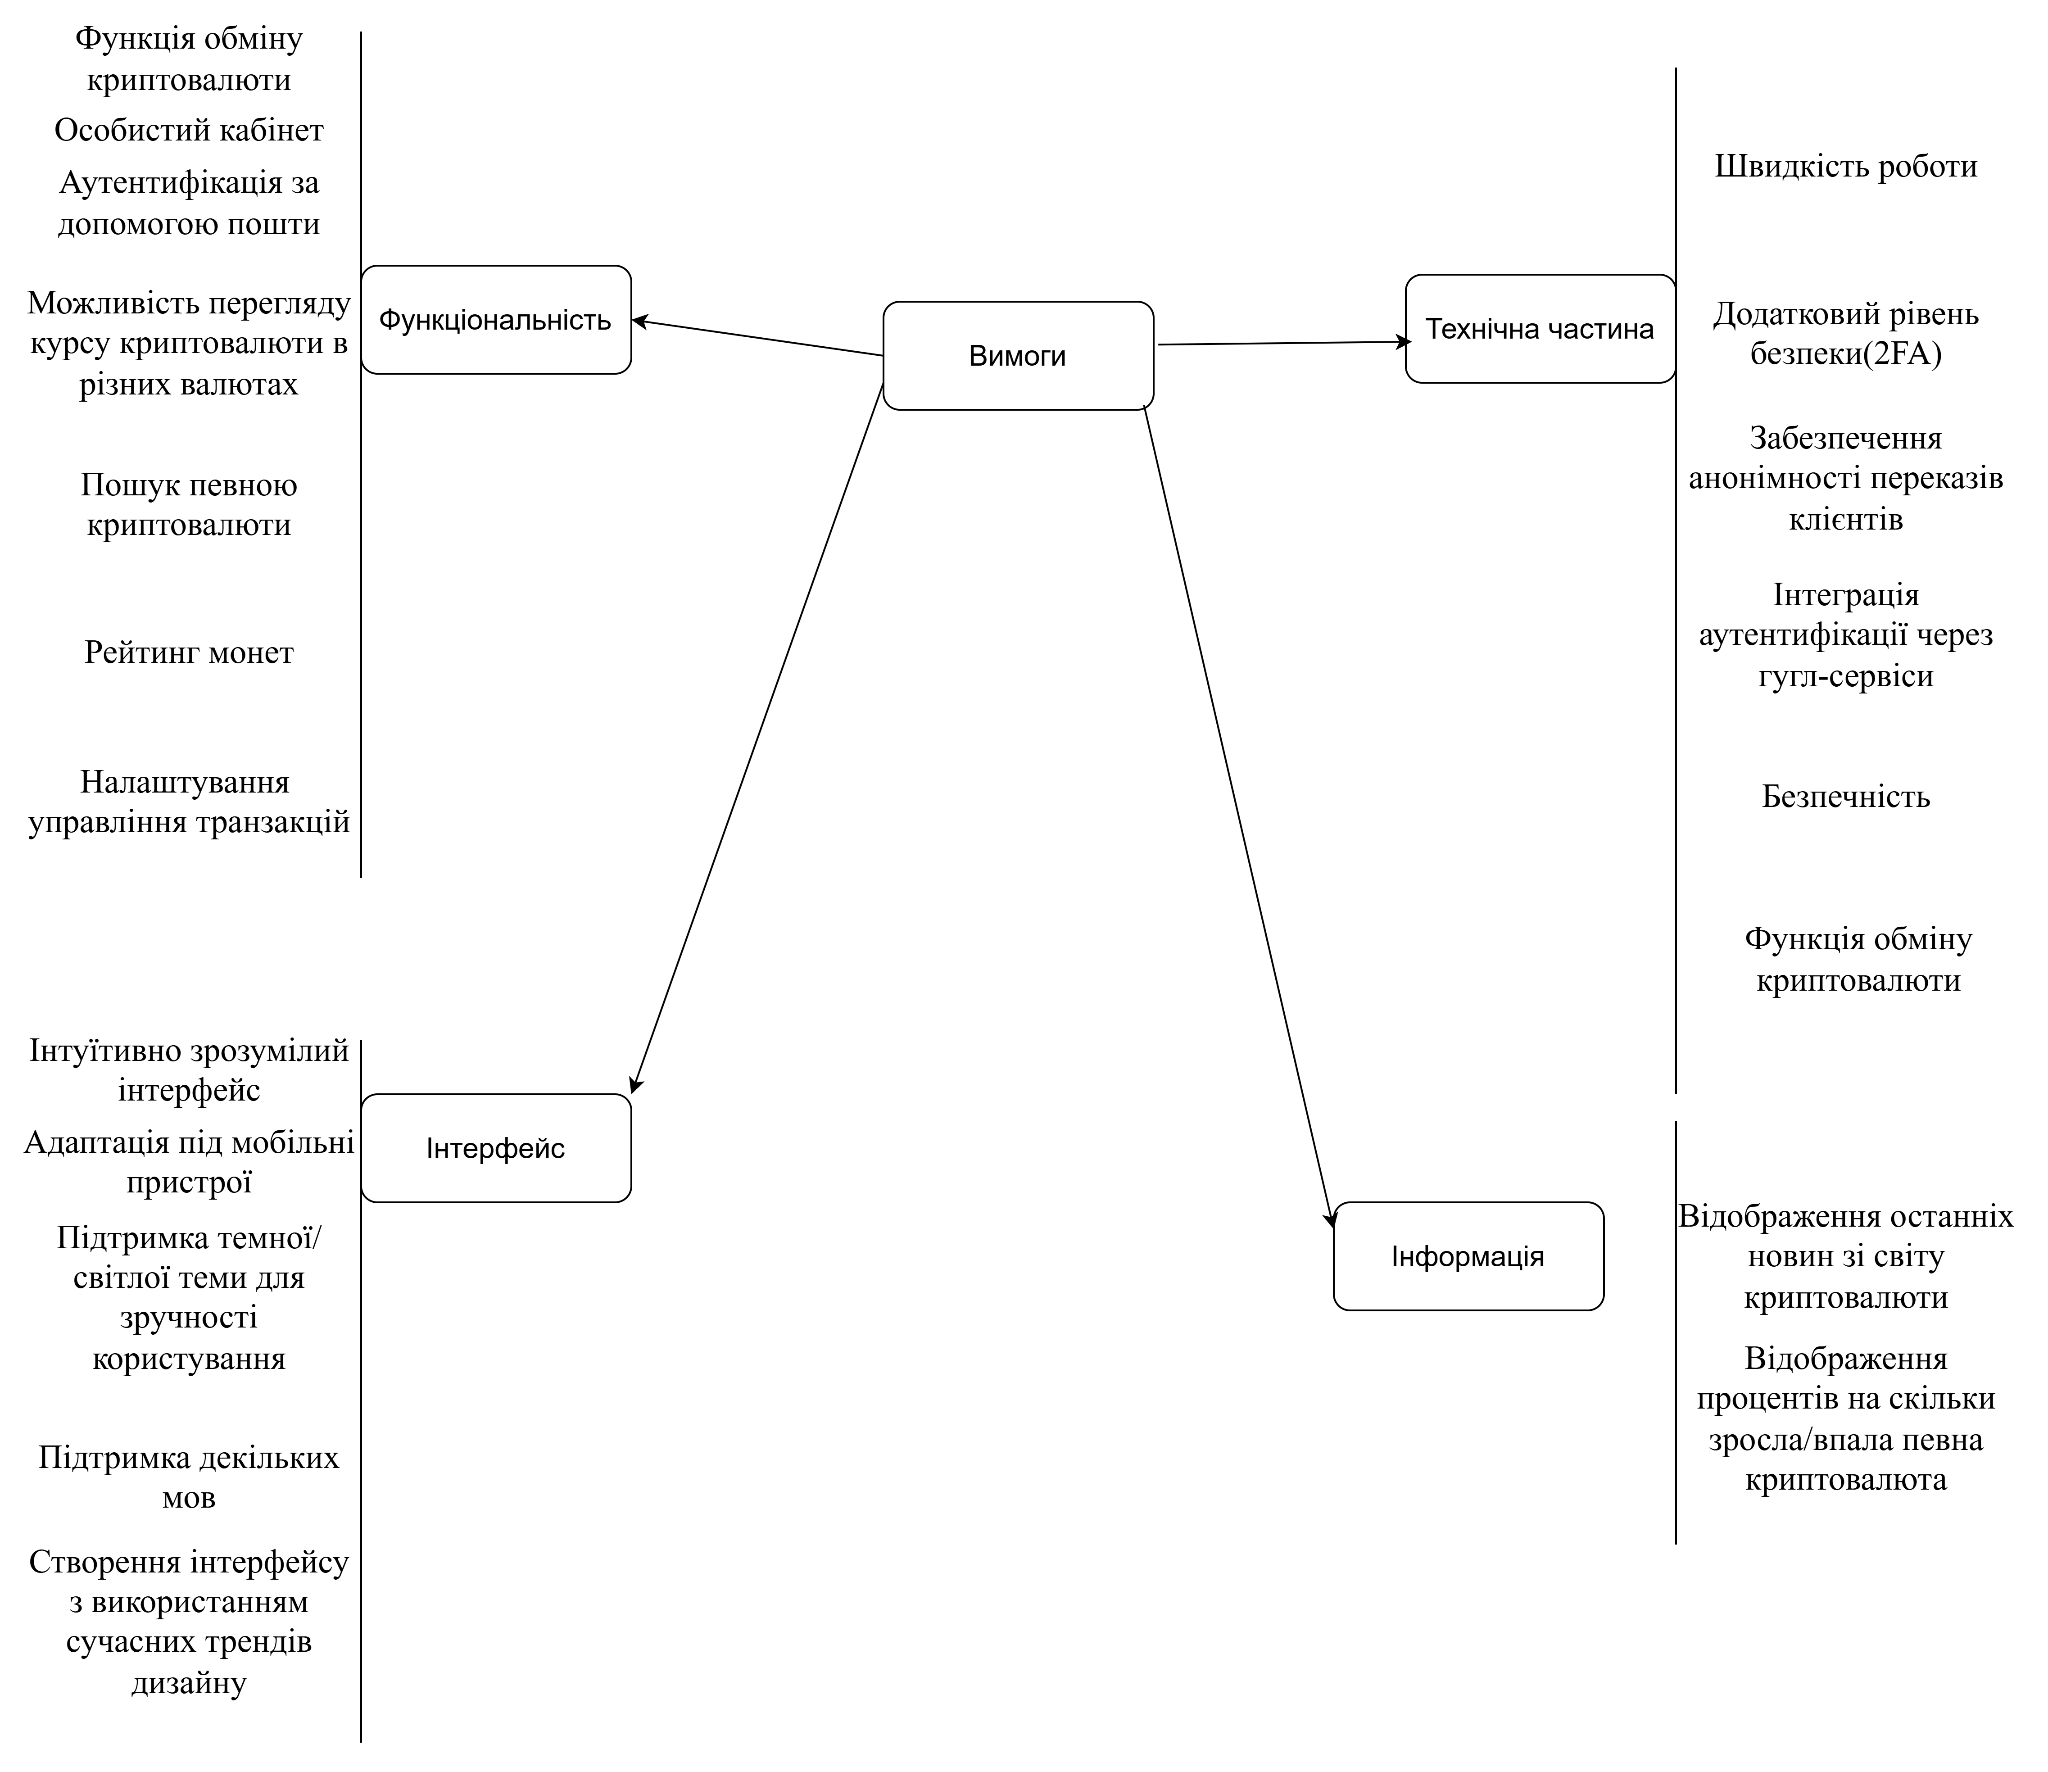 Функція обміну
криптовалюти
Особистий кабінет
Аутентифікація за
допомогою пошти
Можливість перегляду
курсу криптовалюти в
різних валютах
Пошук певною
криптовалюти
Рейтинг монет
Налаштування
управління транзакцій
Функціональність
Вимоги
Технічна частина
Швидкість роботи
Додатковий рівень
безпеки(2FA)
Забезпечення
анонімності переказів
клієнтів
Інтеграція
аутентифікації через
гугл-сервіси
Безпечність
Функція обміну
криптовалюти
Інтуїтивно зрозумілий
інтерфейс
Адаптація під мобільні
пристрої
Підтримка темної/
світлої теми для
зручності
користування
Підтримка декількох
мов
Створення інтерфейсу
з використанням
сучасних трендів
дизайну
Інтерфейс
Інформація
Відображення останніх
новин зі світу
криптовалюти
Відображення
процентів на скільки
зросла/впала певна
криптовалюта